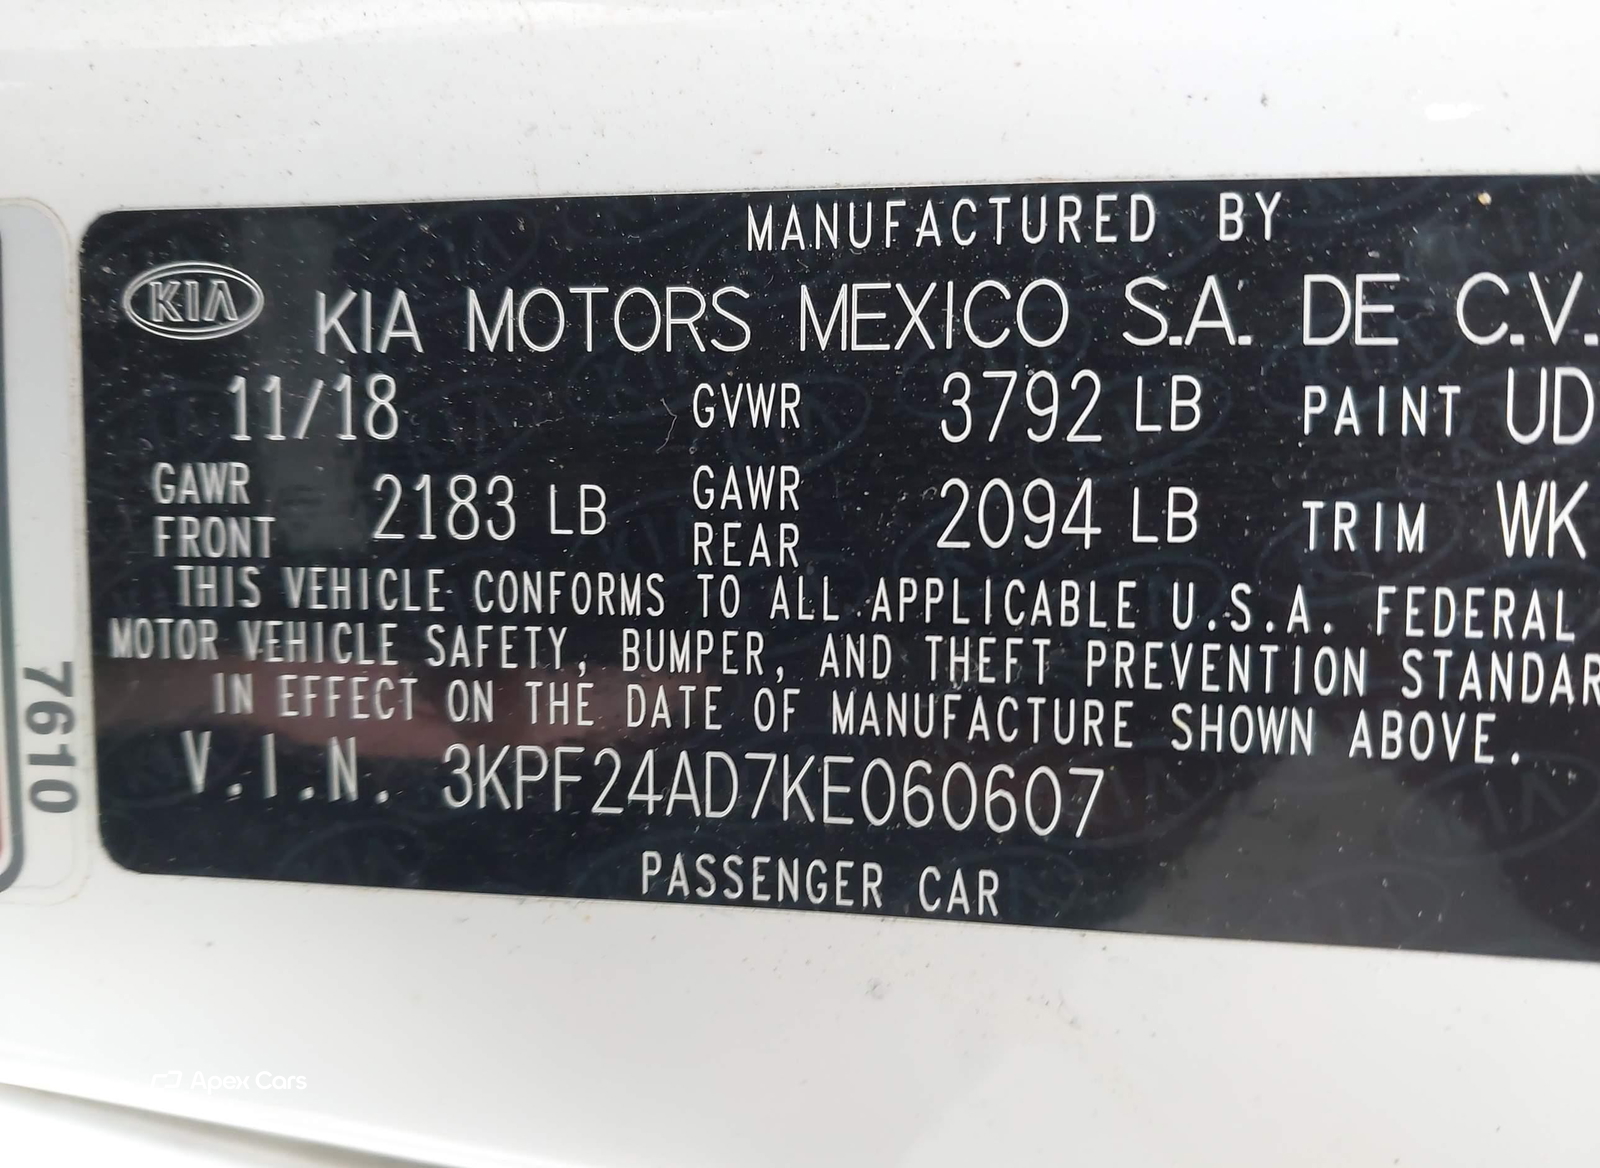 MANUFACTURED BY
KIA KIA MOTORS MEXICO S.A. DE C.V.
11/18 GVWR 3792 LB PAINT UD
GAWR FRONT 2183 LB GAWR REAR 2094 LB TRIM WK
THIS VEHICLE CONFORMS TO ALL APPLICABLE U.S.A. FEDERAL
MOTOR VEHICLE SAFETY, BUMPER, AND THEFT PREVENTION STANDAR
IN EFFECT ON THE DATE OF MANUFACTURE SHOWN ABOVE.
V.I.N. 3KPF24AD7KE060607
PASSENGER CAR
7610
Apex Cars